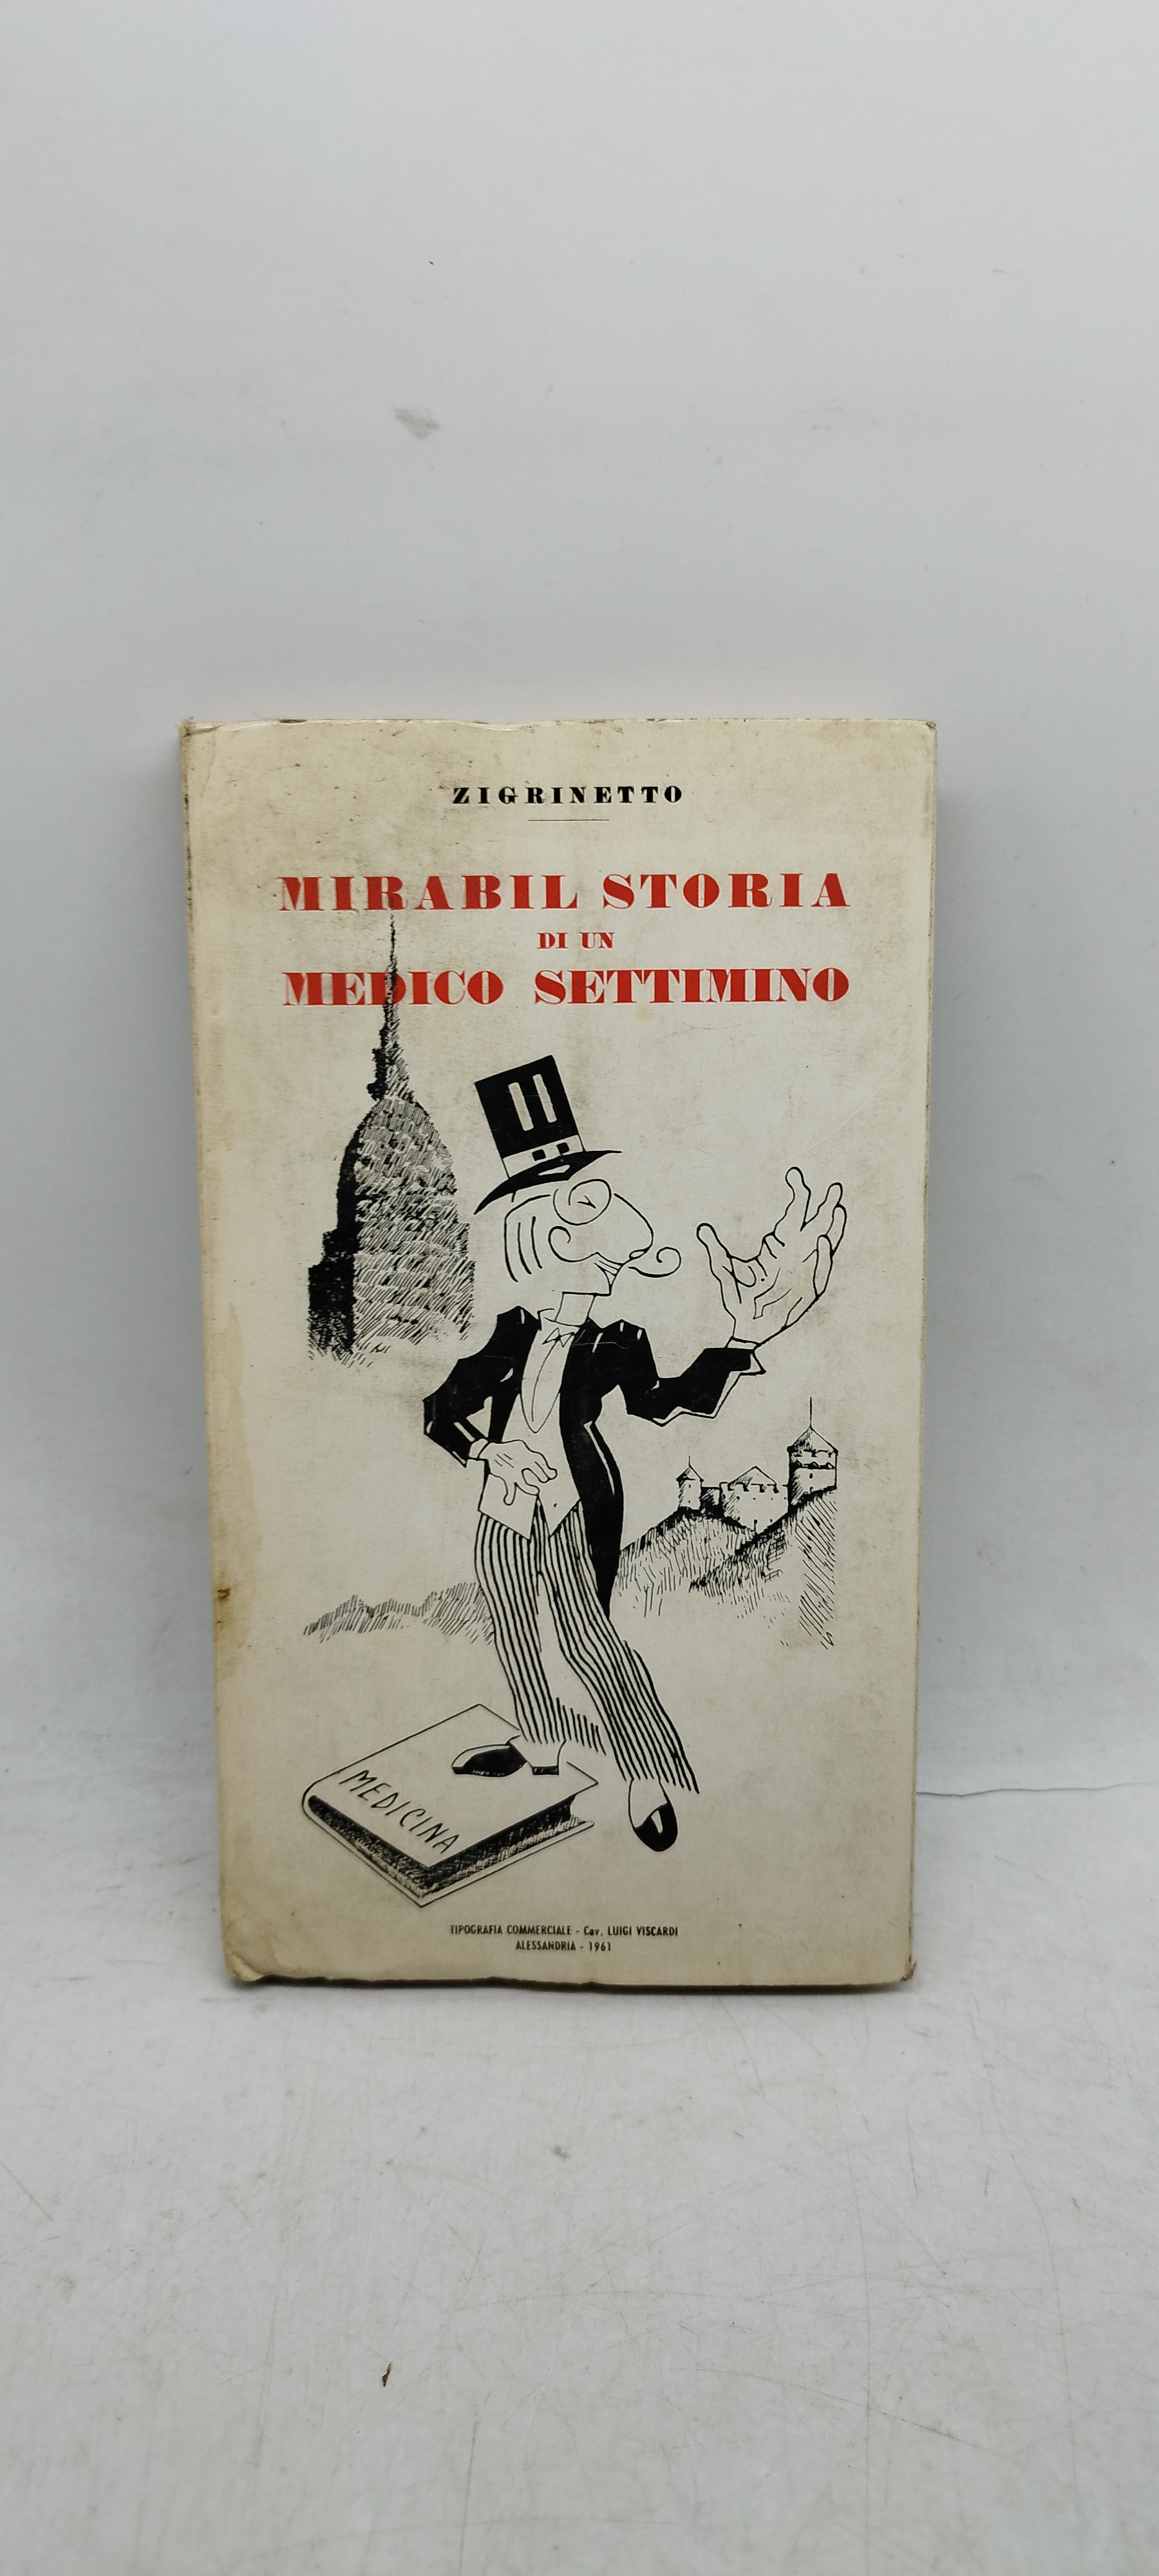 ZIGRINETTO
MIRABIL STORIA
DI UN
MEDICO SETTIMINO
MEDICINA
TIPOGRAFIA COMMERCIALE - Cav. LUIGI VISCARDI
ALESSANDRIA - 1961